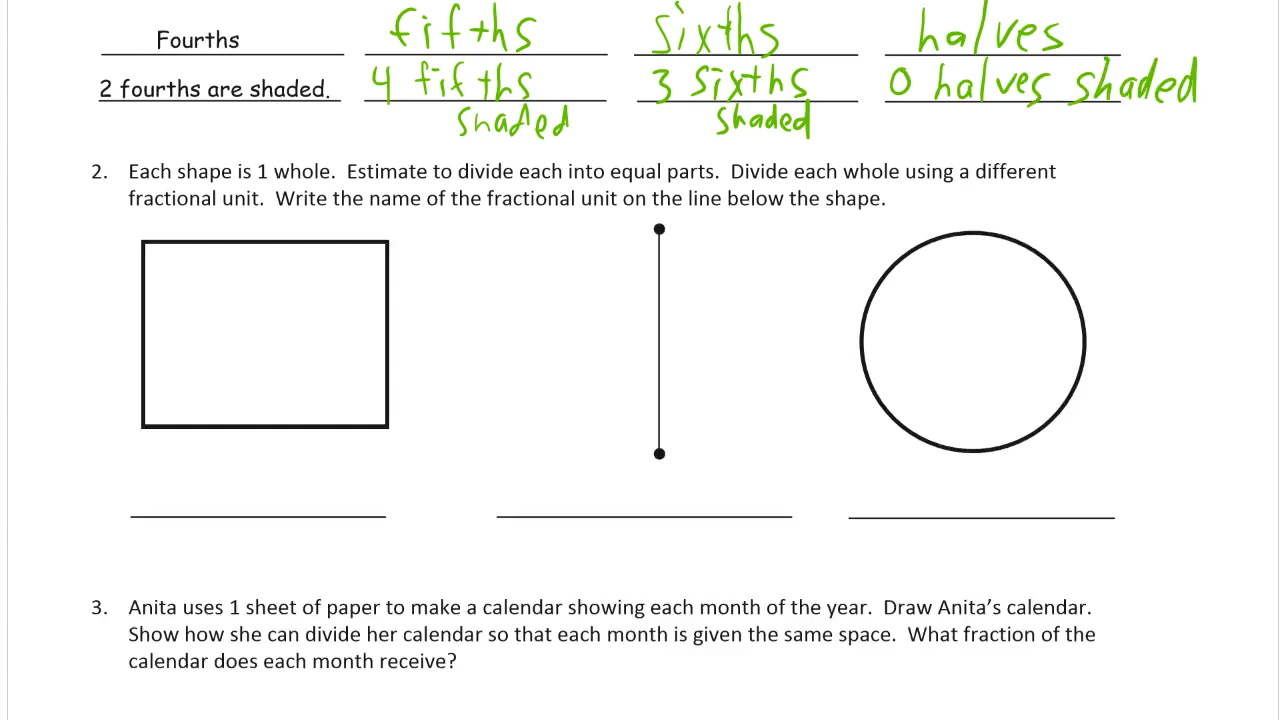 Fourths fifths sixths halves
2 fourths are shaded. 4 fifths 3 sixths 0 halves shaded
shaded shaded
2. Each shape is 1 whole. Estimate to divide each into equal parts. Divide each whole using a different
fractional unit. Write the name of the fractional unit on the line below the shape.
3. Anita uses 1 sheet of paper to make a calendar showing each month of the year. Draw Anita’s calendar.
Show how she can divide her calendar so that each month is given the same space. What fraction of the
calendar does each month receive?